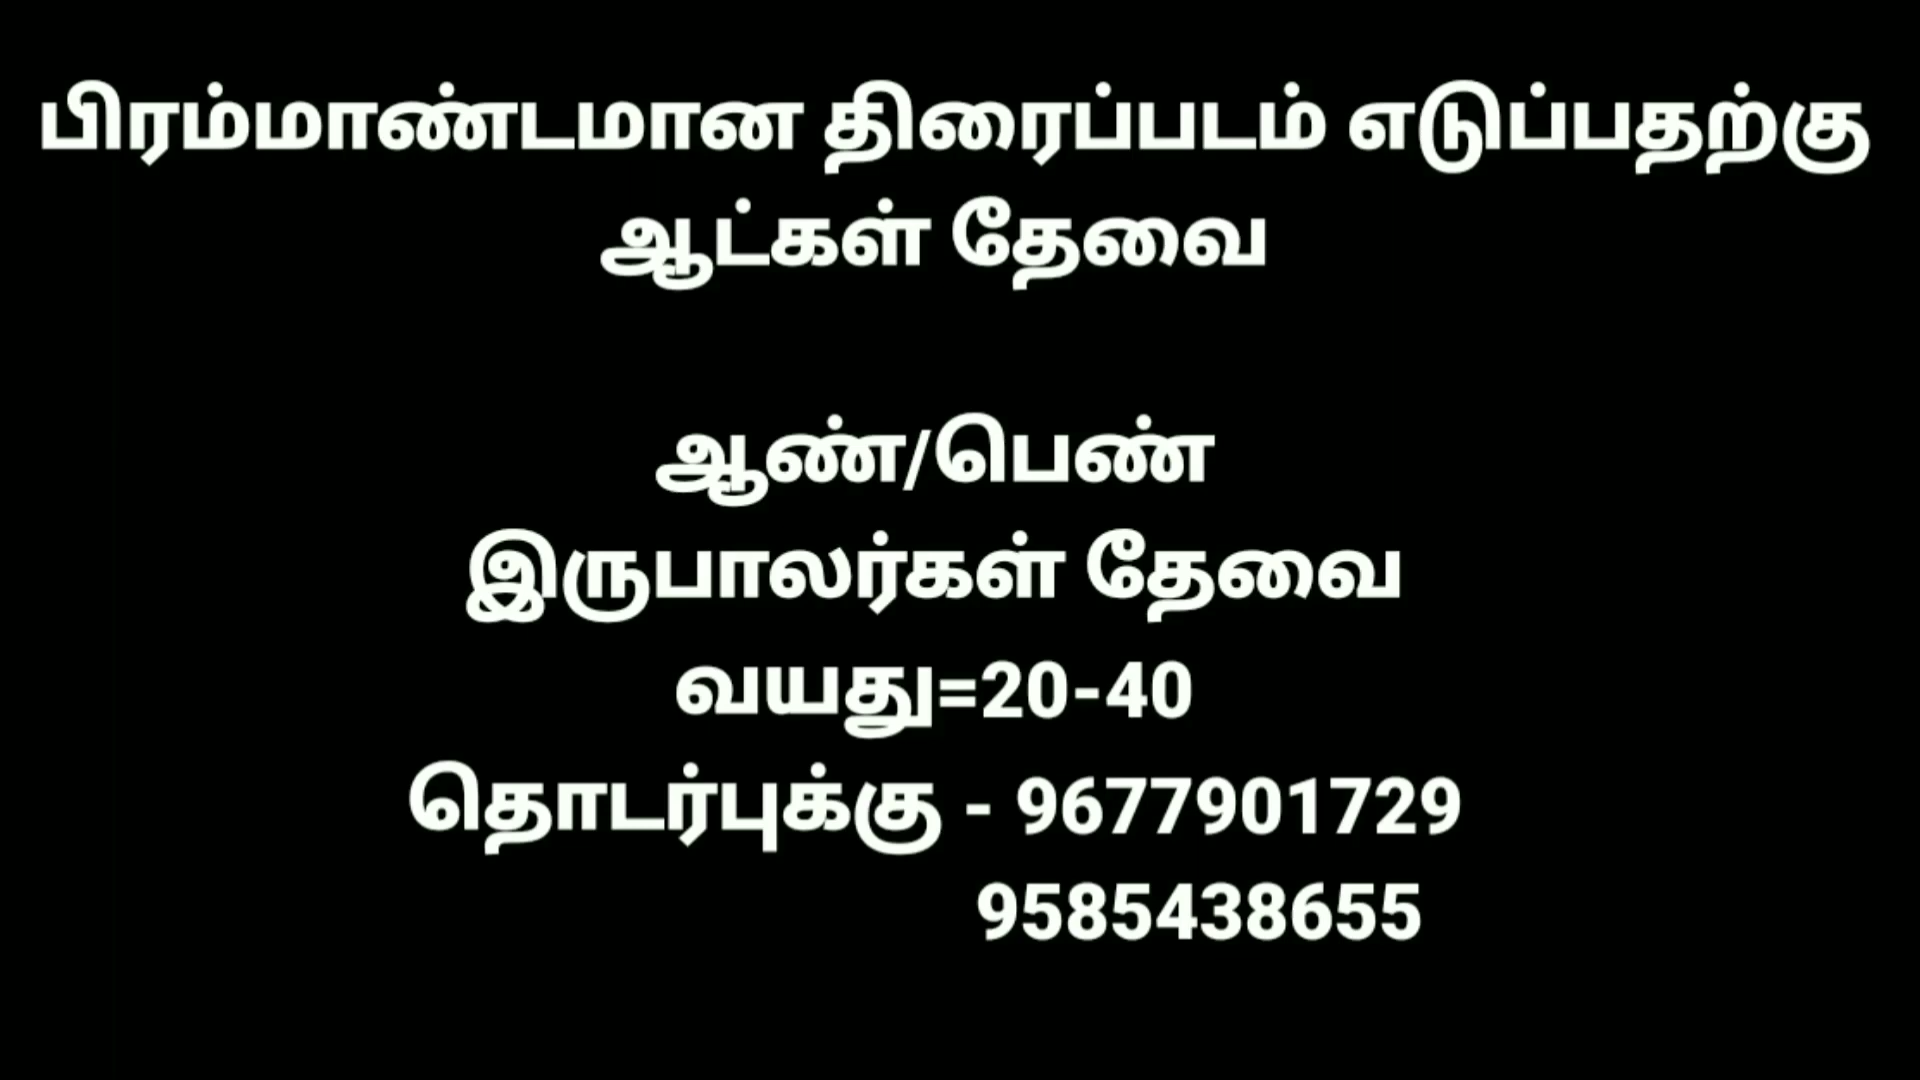 பிரம்மாண்டமான திரைப்படம் எடுப்பதற்கு
ஆட்கள் தேவை
ஆண்/பெண்
இருபாலர்கள் தேவை
வயது=20-40
தொடர்புக்கு - 9677901729
9585438655